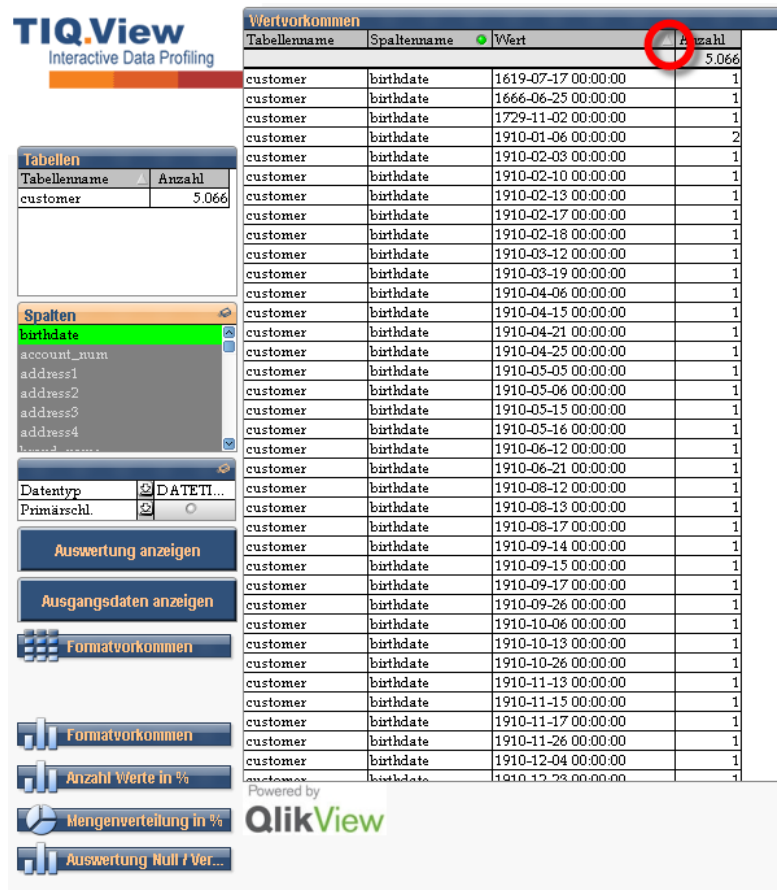 TIQ.View
Interactive Data Profiling
Tabellen
Tabellenname Anzahl
customer 5.066
Spalten
birthdate
account_num
address1
address2
address3
address4
Datentyp DATETI...
Primärschl.
Auswertung anzeigen
Ausgangsdaten anzeigen
Formatvorkommen
Formatvorkommen
Anzahl Werte in %
Mengenverteilung in %
Auswertung Null / Ver...
Wertvorkommen
Tabellenname Spaltenname Wert Anzahl
5.066
customer birthdate 1619-07-17 00:00:00 1
customer birthdate 1666-06-25 00:00:00 1
customer birthdate 1729-11-02 00:00:00 1
customer birthdate 1910-01-06 00:00:00 2
customer birthdate 1910-02-03 00:00:00 1
customer birthdate 1910-02-10 00:00:00 1
customer birthdate 1910-02-13 00:00:00 1
customer birthdate 1910-02-17 00:00:00 1
customer birthdate 1910-02-18 00:00:00 1
customer birthdate 1910-03-12 00:00:00 1
customer birthdate 1910-03-19 00:00:00 1
customer birthdate 1910-04-06 00:00:00 1
customer birthdate 1910-04-15 00:00:00 1
customer birthdate 1910-04-21 00:00:00 1
customer birthdate 1910-04-25 00:00:00 1
customer birthdate 1910-05-05 00:00:00 1
customer birthdate 1910-05-06 00:00:00 1
customer birthdate 1910-05-15 00:00:00 1
customer birthdate 1910-05-16 00:00:00 1
customer birthdate 1910-06-12 00:00:00 1
customer birthdate 1910-06-21 00:00:00 1
customer birthdate 1910-08-12 00:00:00 1
customer birthdate 1910-08-13 00:00:00 1
customer birthdate 1910-08-17 00:00:00 1
customer birthdate 1910-09-14 00:00:00 1
customer birthdate 1910-09-15 00:00:00 1
customer birthdate 1910-09-17 00:00:00 1
customer birthdate 1910-09-26 00:00:00 1
customer birthdate 1910-10-06 00:00:00 1
customer birthdate 1910-10-13 00:00:00 1
customer birthdate 1910-10-26 00:00:00 1
customer birthdate 1910-11-13 00:00:00 1
customer birthdate 1910-11-15 00:00:00 1
customer birthdate 1910-11-17 00:00:00 1
customer birthdate 1910-11-26 00:00:00 1
customer birthdate 1910-12-04 00:00:00 1
customer birthdate 1910-12-23 00:00:00 1
Powered by
QlikView